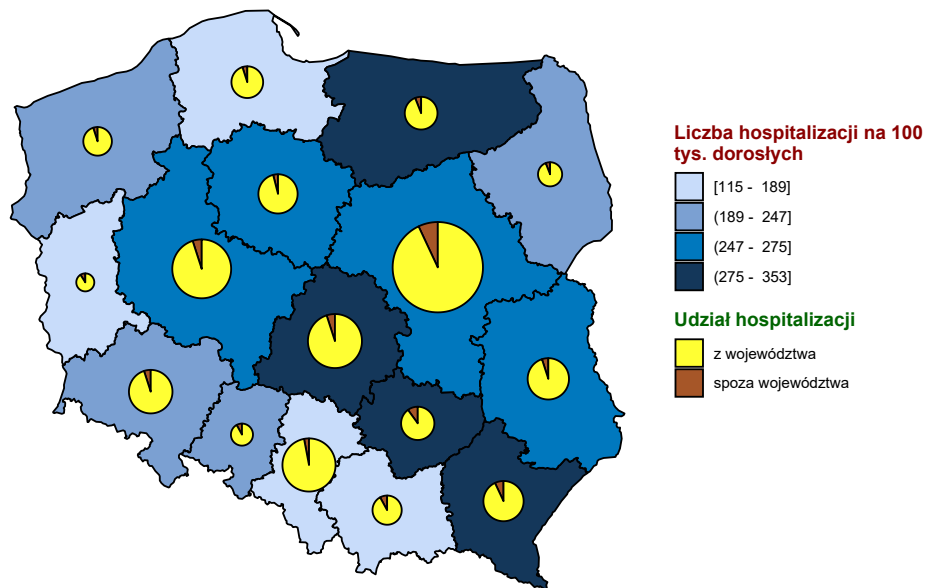 Liczba hospitalizacji na 100
tys. dorosłych
[115 - 189]
(189 - 247]
(247 - 275]
(275 - 353]
Udział hospitalizacji
z województwa
spoza województwa